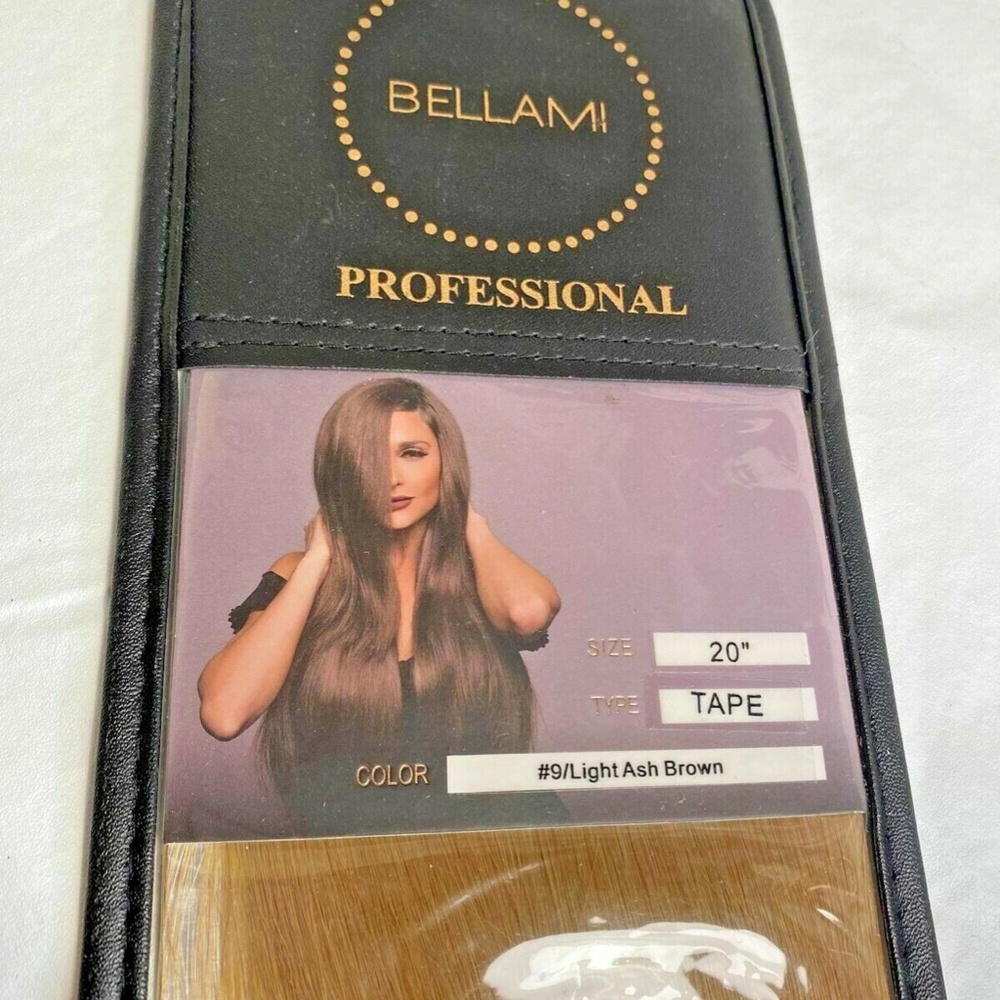 BELLAMI
PROFESSIONAL
SIZE 20"
TYPE TAPE
COLOR #9/Light Ash Brown